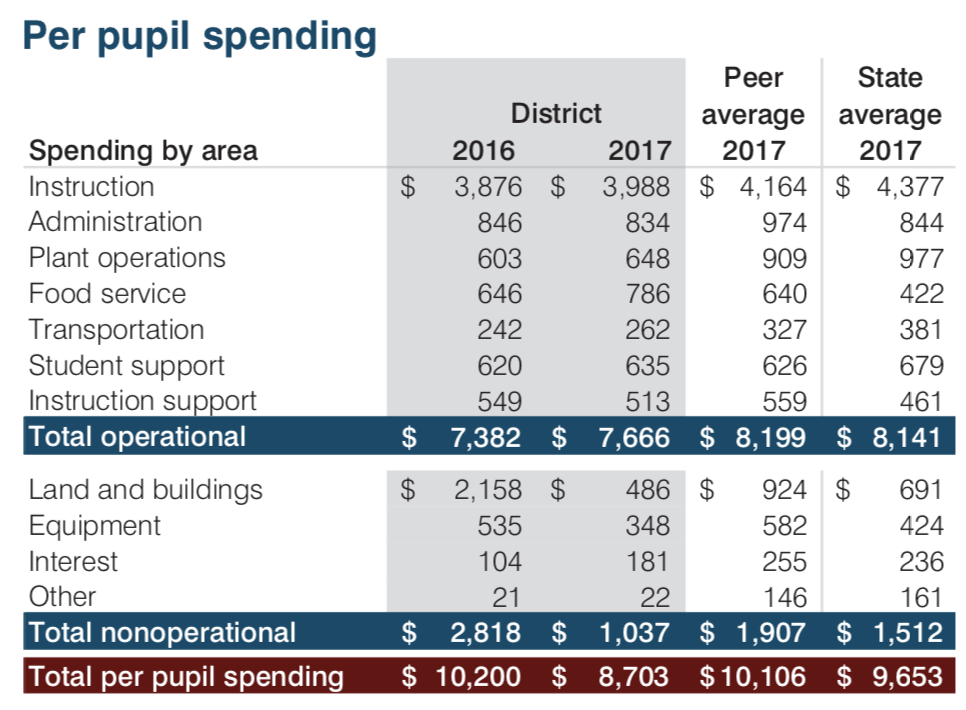 Per pupil spending
Peer State
District average average
Spending by area 2016 2017 2017 2017
Instruction $ 3,876 $ 3,988 $ 4,164 $ 4,377
Administration 846 834 974 844
Plant operations 603 648 909 977
Food service 646 786 640 422
Transportation 242 262 327 381
Student support 620 635 626 679
Instruction support 549 513 559 461
Total operational $ 7,382 $ 7,666 $ 8,199 $ 8,141
Land and buildings $ 2,158 $ 486 $ 924 $ 691
Equipment 535 348 582 424
Interest 104 181 255 236
Other 21 22 146 161
Total nonoperational $ 2,818 $ 1,037 $ 1,907 $ 1,512
Total per pupil spending $ 10,200 $ 8,703 $ 10,106 $ 9,653